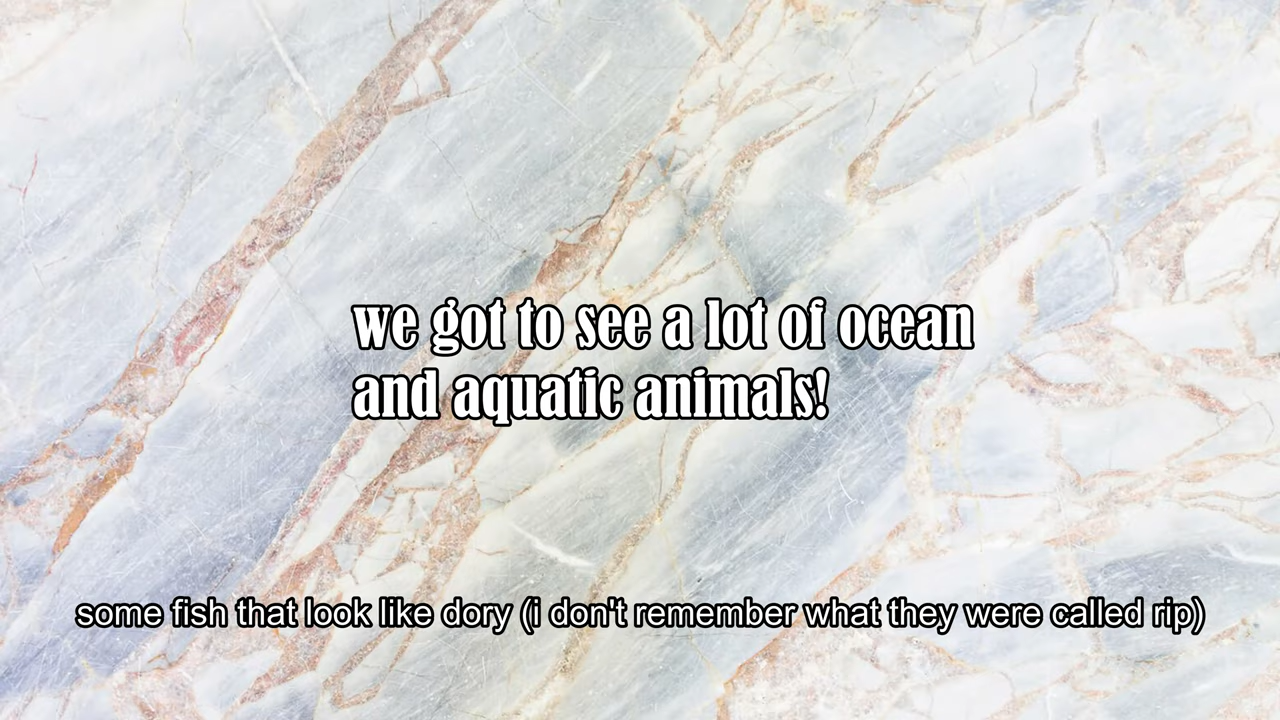 we got to see a lot of ocean
and aquatic animals!
some fish that look like dory (i don't remember what they were called rip)